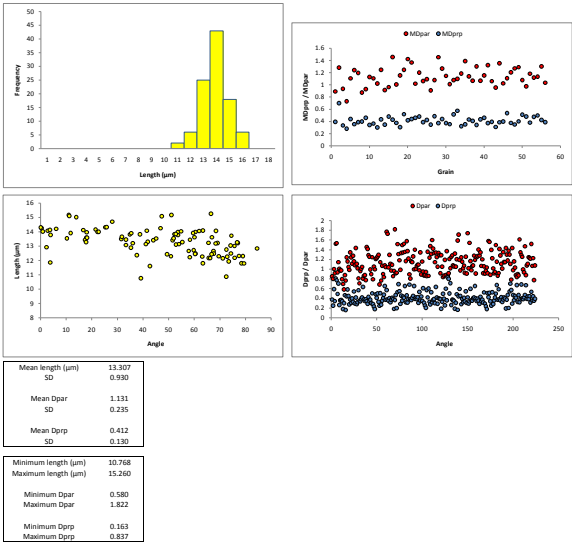 50
45
40
35
30
25
20
15
10
5
0
Frequency
1 2 3 4 5 6 7 8 9 10 11 12 13 14 15 16 17 18
Length (µm)
MDpar MDprp
1.6
1.4
1.2
1
0.8
0.6
0.4
0.2
0
MDprp / MDpar
0 10 20 30 40 50 60
Grain
16
15
14
13
12
11
10
9
8
Length (µm)
0 10 20 30 40 50 60 70 80 90
Angle
Dpar Dprp
2
1.8
1.6
1.4
1.2
1
0.8
0.6
0.4
0.2
0
Dprp / Dpar
0 50 100 150 200 250
Angle
Mean length (µm) 13.307
SD 0.930
Mean Dpar 1.131
SD 0.235
Mean Dprp 0.412
SD 0.130
Minimum length (µm) 10.768
Maximum length (µm) 15.260
Minimum Dpar 0.580
Maximum Dpar 1.822
Minimum Dprp 0.163
Maximum Dprp 0.837